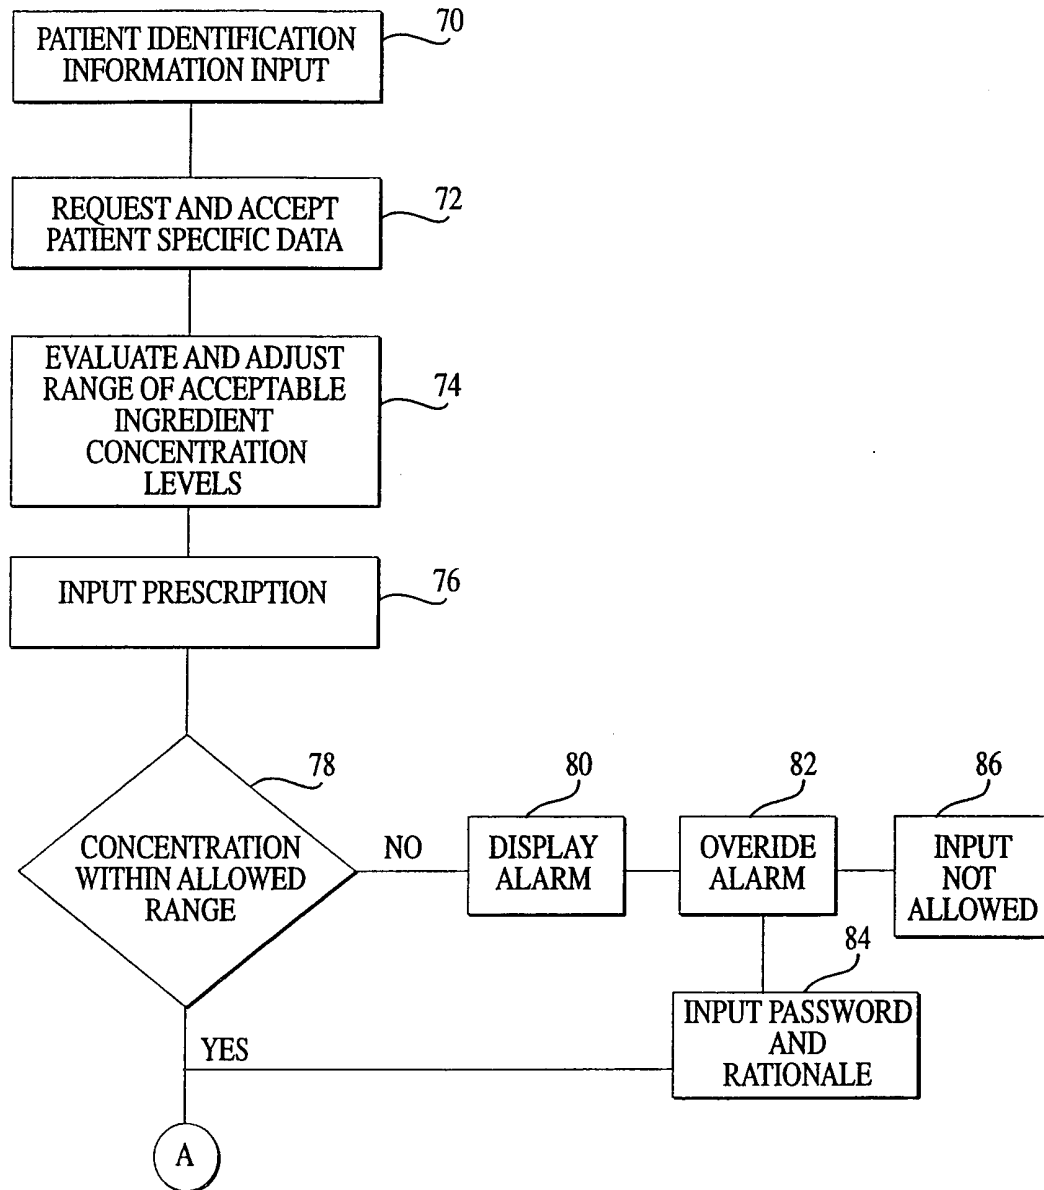 PATIENT IDENTIFICATION
INFORMATION INPUT
70
REQUEST AND ACCEPT
PATIENT SPECIFIC DATA
72
EVALUATE AND ADJUST
RANGE OF ACCEPTABLE
INGREDIENT
CONCENTRATION
LEVELS
74
INPUT PRESCRIPTION
76
CONCENTRATION
WITHIN ALLOWED
RANGE
78
NO
DISPLAY
ALARM
80
OVERIDE
ALARM
82
INPUT
NOT
ALLOWED
86
INPUT PASSWORD
AND
RATIONALE
84
YES
A